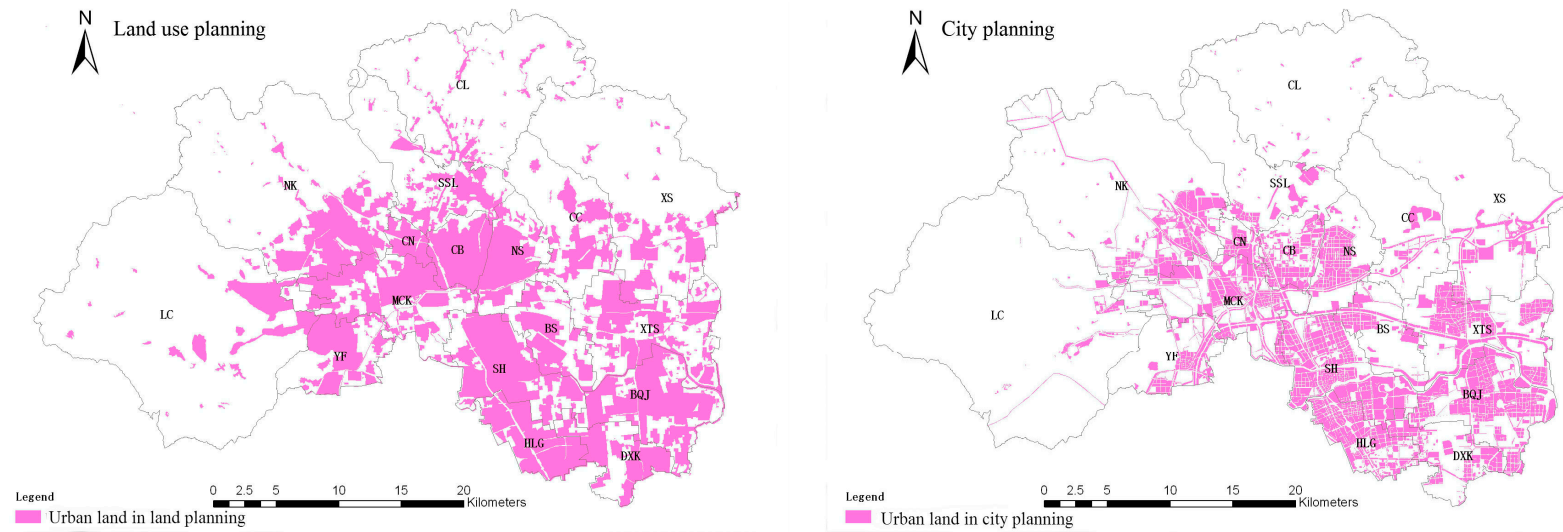 N
Land use planning
CL
NK
SSL
XS
CC
CN
CB
NS
MCK
LC
BS
XTS
YF
SH
BQJ
HLG
DXK
Legend
0 2.5 5 10 15 20
Kilometers
Urban land in land planning
N
City planning
CL
NK
SSL
XS
CC
CN
CB
NS
MCK
LC
BS
XTS
YF
SH
BQJ
HLG
DXK
Legend
0 2.5 5 10 15 20
Kilometers
Urban land in city planning